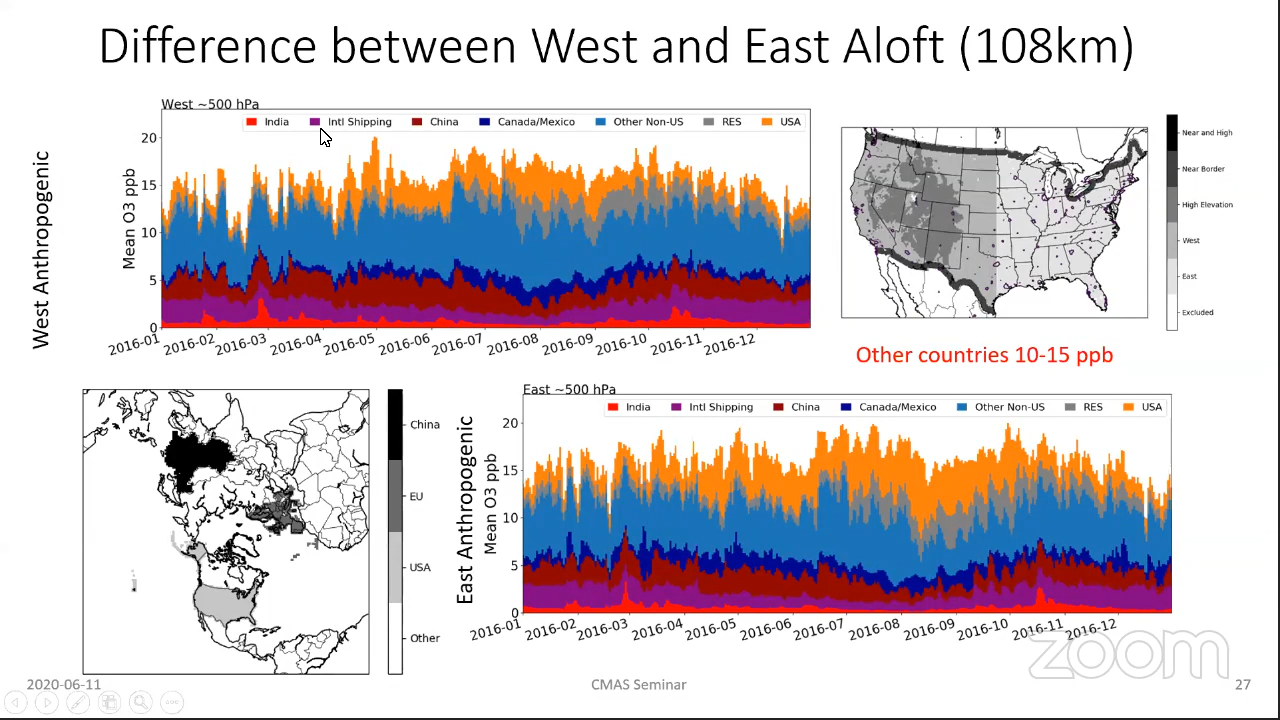 Difference between West and East Aloft (108km)
West ~500 hPa
India
Intl Shipping
China
Canada/Mexico
Other Non-US
RES
USA
West Anthropogenic
Mean O3 ppb
20
15
10
5
0
2016-01
2016-02
2016-03
2016-04
2016-05
2016-06
2016-07
2016-08
2016-09
2016-10
2016-11
2016-12
Near and High
Near Border
High Elevation
West
East
Excluded
Other countries 10-15 ppb
China
EU
USA
Other
East ~500 hPa
India
Intl Shipping
China
Canada/Mexico
Other Non-US
RES
USA
East Anthropogenic
Mean O3 ppb
20
15
10
5
0
2016-01
2016-02
2016-03
2016-04
2016-05
2016-06
2016-07
2016-08
2016-09
2016-10
2016-11
2016-12
zoom
2020-06-11
CMAS Seminar
27